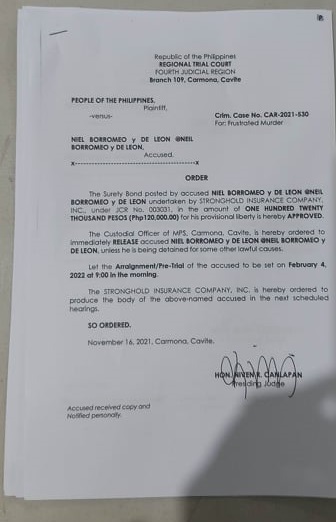 Republic of the Philippines
REGIONAL TRIAL COURT
FOURTH JUDICIAL REGION
Branch 109, Carmona, Cavite
PEOPLE OF THE PHILIPPINES,
Plaintiff,
-versus-
Crim. Case No. CAR-2021-530
For: Frustrated Murder
NIEL BORROMEO y DE LEON @NEIL
BORROMEO y DE LEON,
Accused.
x-----------------------------------------x
ORDER
The Surety Bond posted by accused NIEL BORROMEO y DE LEON @NEIL
BORROMEO y DE LEON undertaken by STRONGHOLD INSURANCE COMPANY,
INC., under JCR No. 00303I, in the amount of ONE HUNDRED TWENTY
THOUSAND PESOS (Php120,000.00) for his provisional liberty is hereby APPROVED.
The Custodial Officer of MPS, Carmona, Cavite, is hereby ordered to
immediately RELEASE accused NIEL BORROMEO y DE LEON @NEIL BORROMEO y
DE LEON, unless he is being detained for some other lawful causes.
Let the Arraignment/Pre-Trial of the accused to be set on February 4,
2022 at 9:00 in the morning.
The STRONGHOLD INSURANCE COMPANY, INC. is hereby ordered to
produce the body of the above-named accused in the next scheduled
hearings.
SO ORDERED.
November 16, 2021, Carmona, Cavite.
HON. NIVEN R. CANLAPAN
Presiding Judge
Accused received copy and
Notified personally.